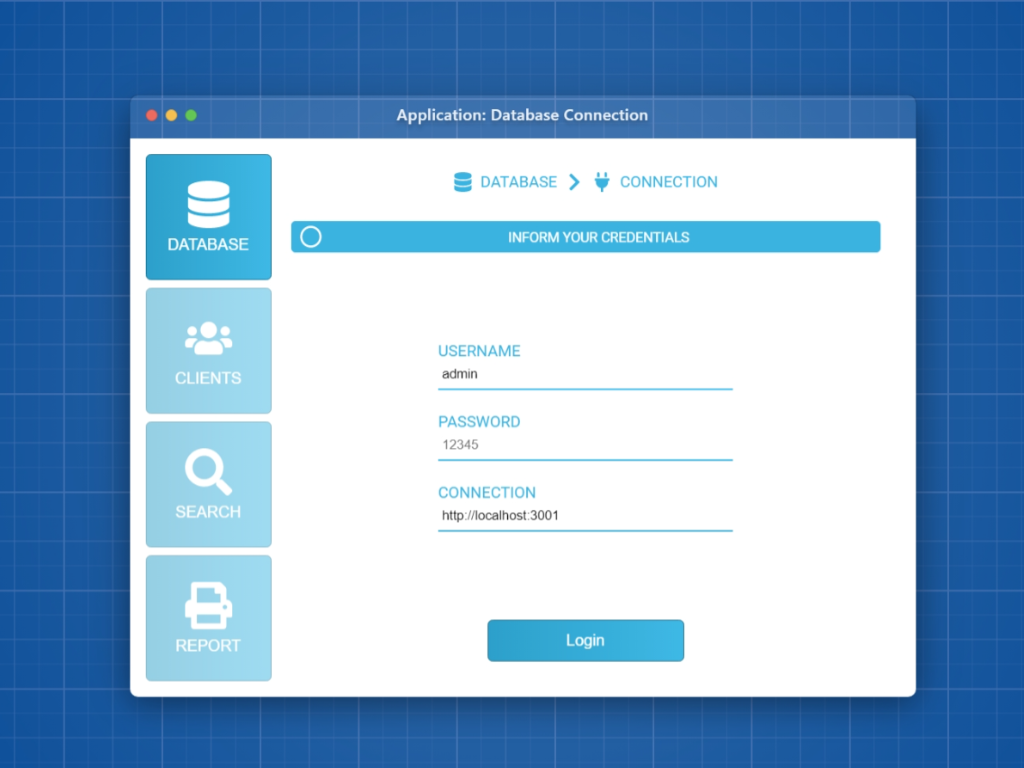 Application: Database Connection
DATABASE
CLIENTS
SEARCH
REPORT
DATABASE CONNECTION
INFORM YOUR CREDENTIALS
USERNAME
admin
PASSWORD
12345
CONNECTION
http://localhost:3001
Login